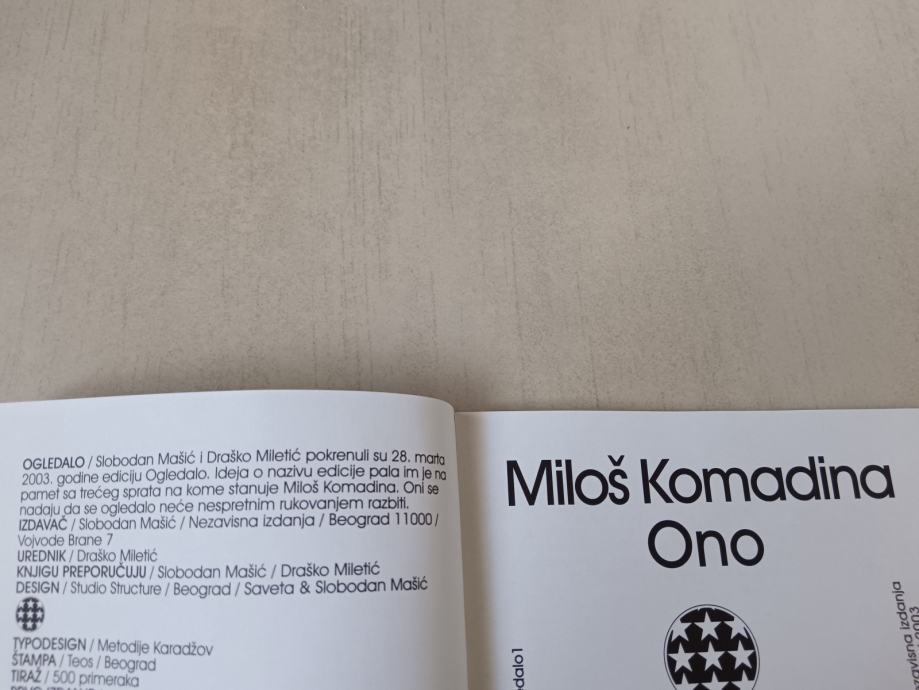 OGLEDALO / Slobodan Mašić i Draško Miletić pokrenuli su 28. marta
2003. godine ediciju Ogledalo. Ideja o nazivu edicije pala im je na
pamet sa trećeg sprata na kome stanuje Miloš Komadina. Oni se
nadaju da se ogledalo neće nespretnim rukovanjem razbiti.
IZDAVAČ / Slobodan Mašić / Nezavisna izdanja / Beograd 11000 /
Vojvode Brane 7
UREDNIK / Draško Miletić
KNJIGU PREPORUČUJU / Slobodan Mašić / Draško Miletić
DESIGN / Studio Structure / Beograd / Saveta & Slobodan Mašić
TYPODESIGN / Metodije Karadžov
ŠTAMPA / Teos / Beograd
TIRAŽ / 500 primeraka
Miloš Komadina
Ono